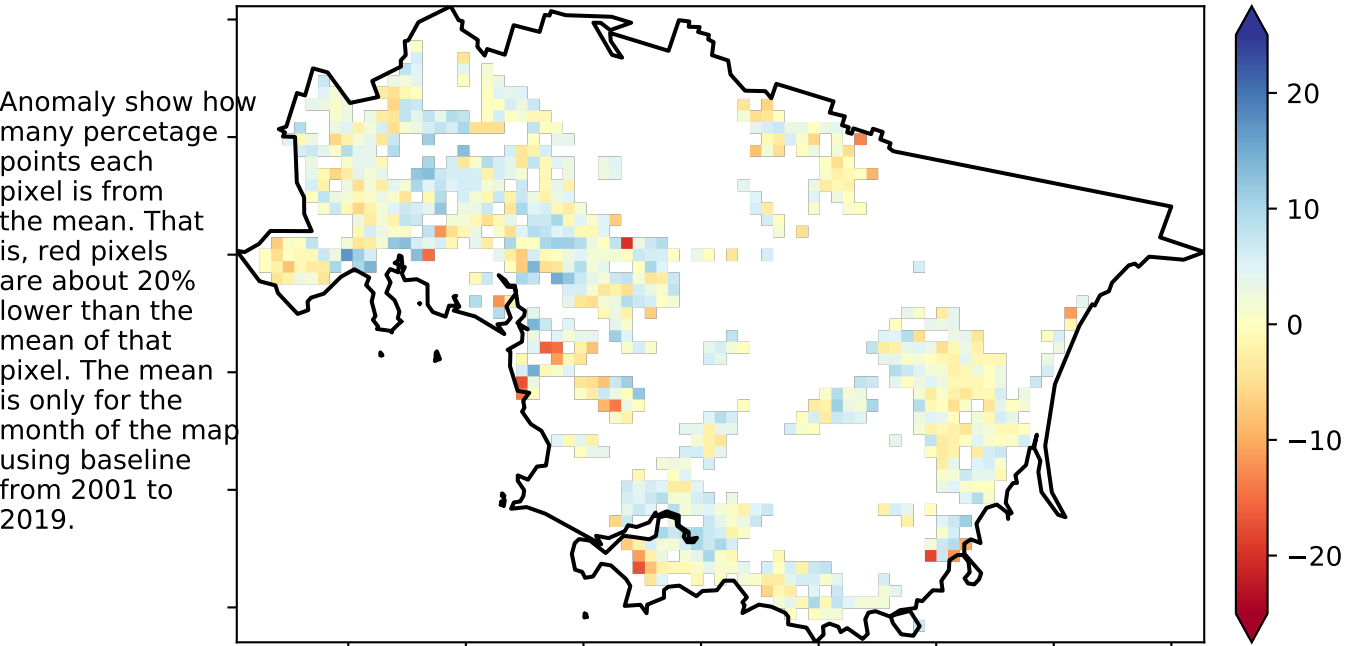 Anomaly show how
many percetage
points each
pixel is from
the mean. That
is, red pixels
are about 20%
lower than the
mean of that
pixel. The mean
is only for the
month of the map
using baseline
from 2001 to
2019.
20
10
0
−10
−20